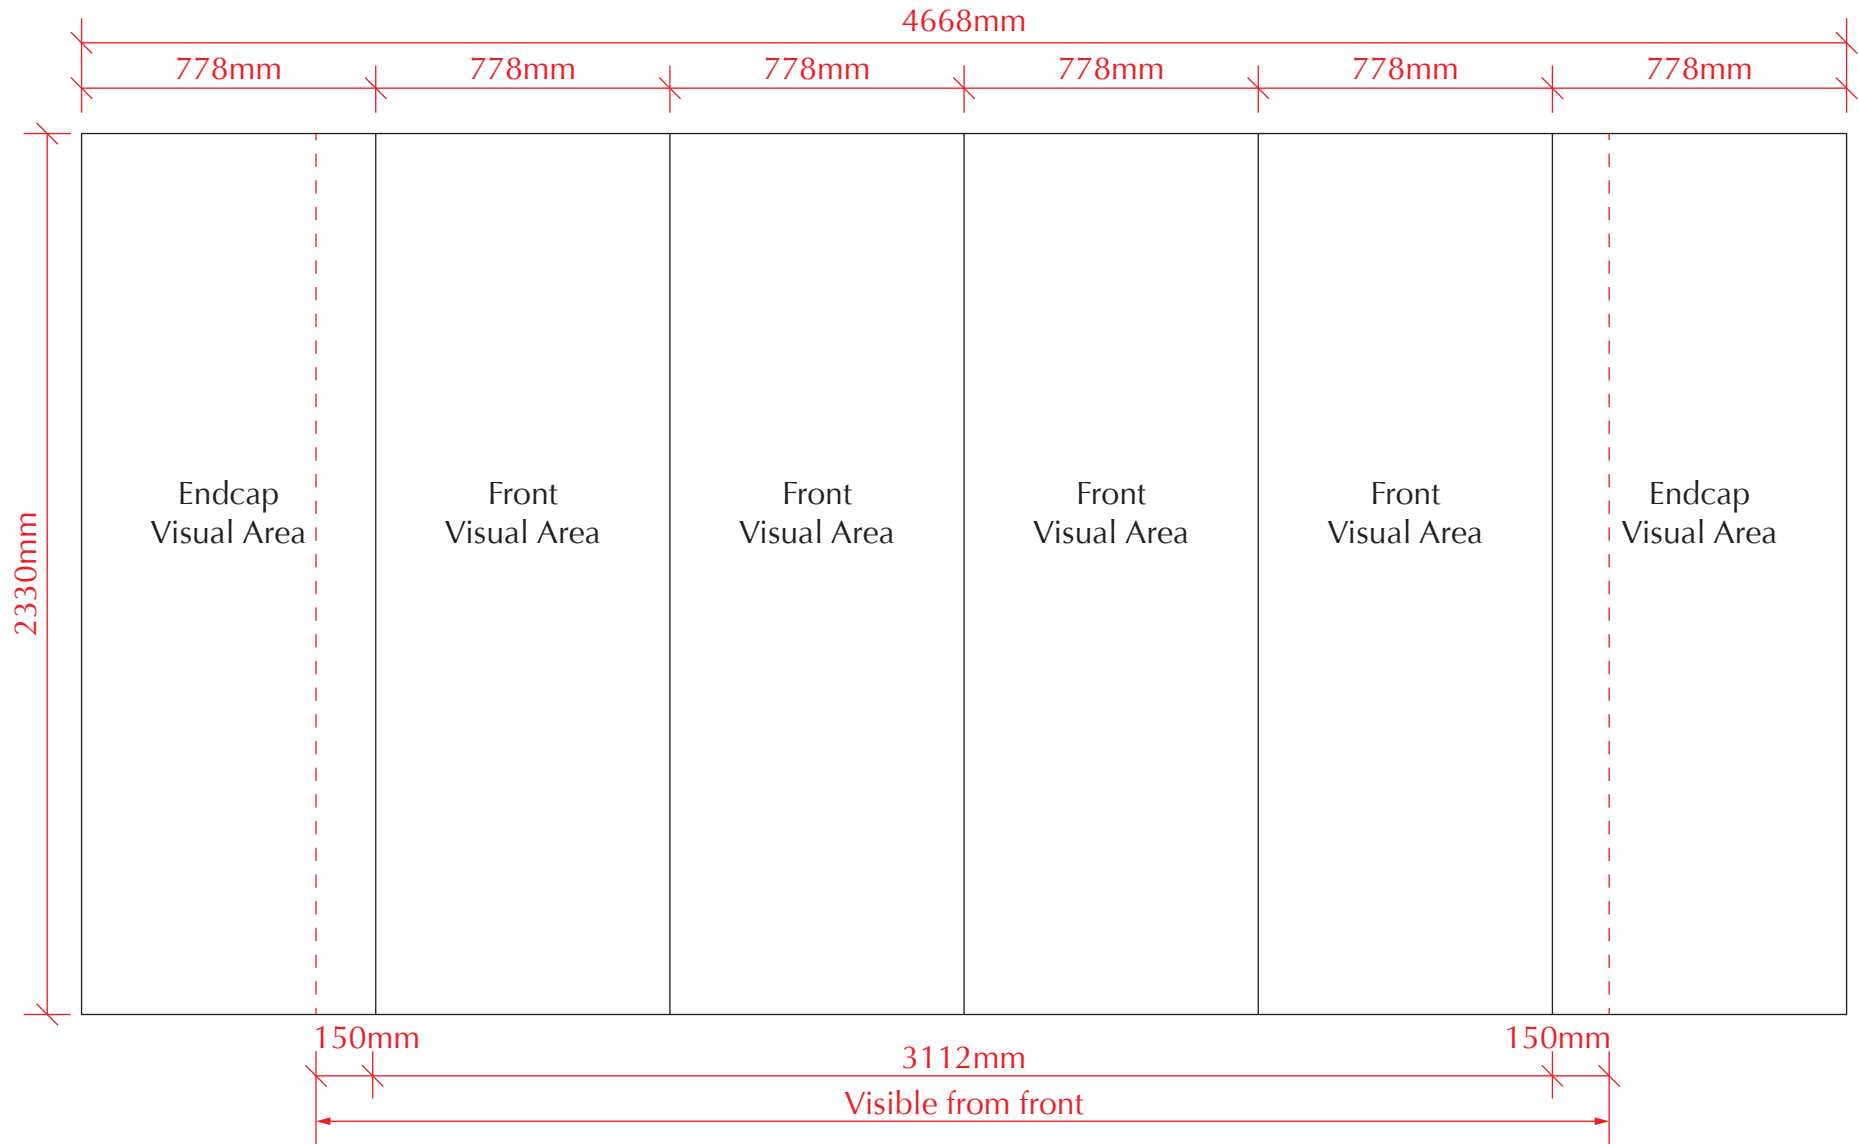 4668mm
778mm 778mm 778mm 778mm 778mm 778mm
2330mm
Endcap
Visual Area
Front
Visual Area
Front
Visual Area
Front
Visual Area
Front
Visual Area
Endcap
Visual Area
150mm
3112mm
150mm
Visible from front